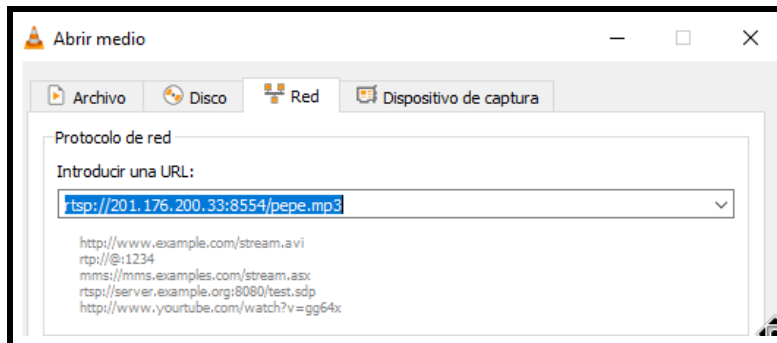 Abrir medio
Archivo Disco Red Dispositivo de captura
Protocolo de red
Introducir una URL:
rtsp://201.176.200.33:8554/pepe.mp3
http://www.example.com/stream.avi
rtp://@:1234
mms://mms.examples.com/stream.asx
rtsp://server.example.org:8080/test.sdp
http://www.yourtube.com/watch?v=gg64x